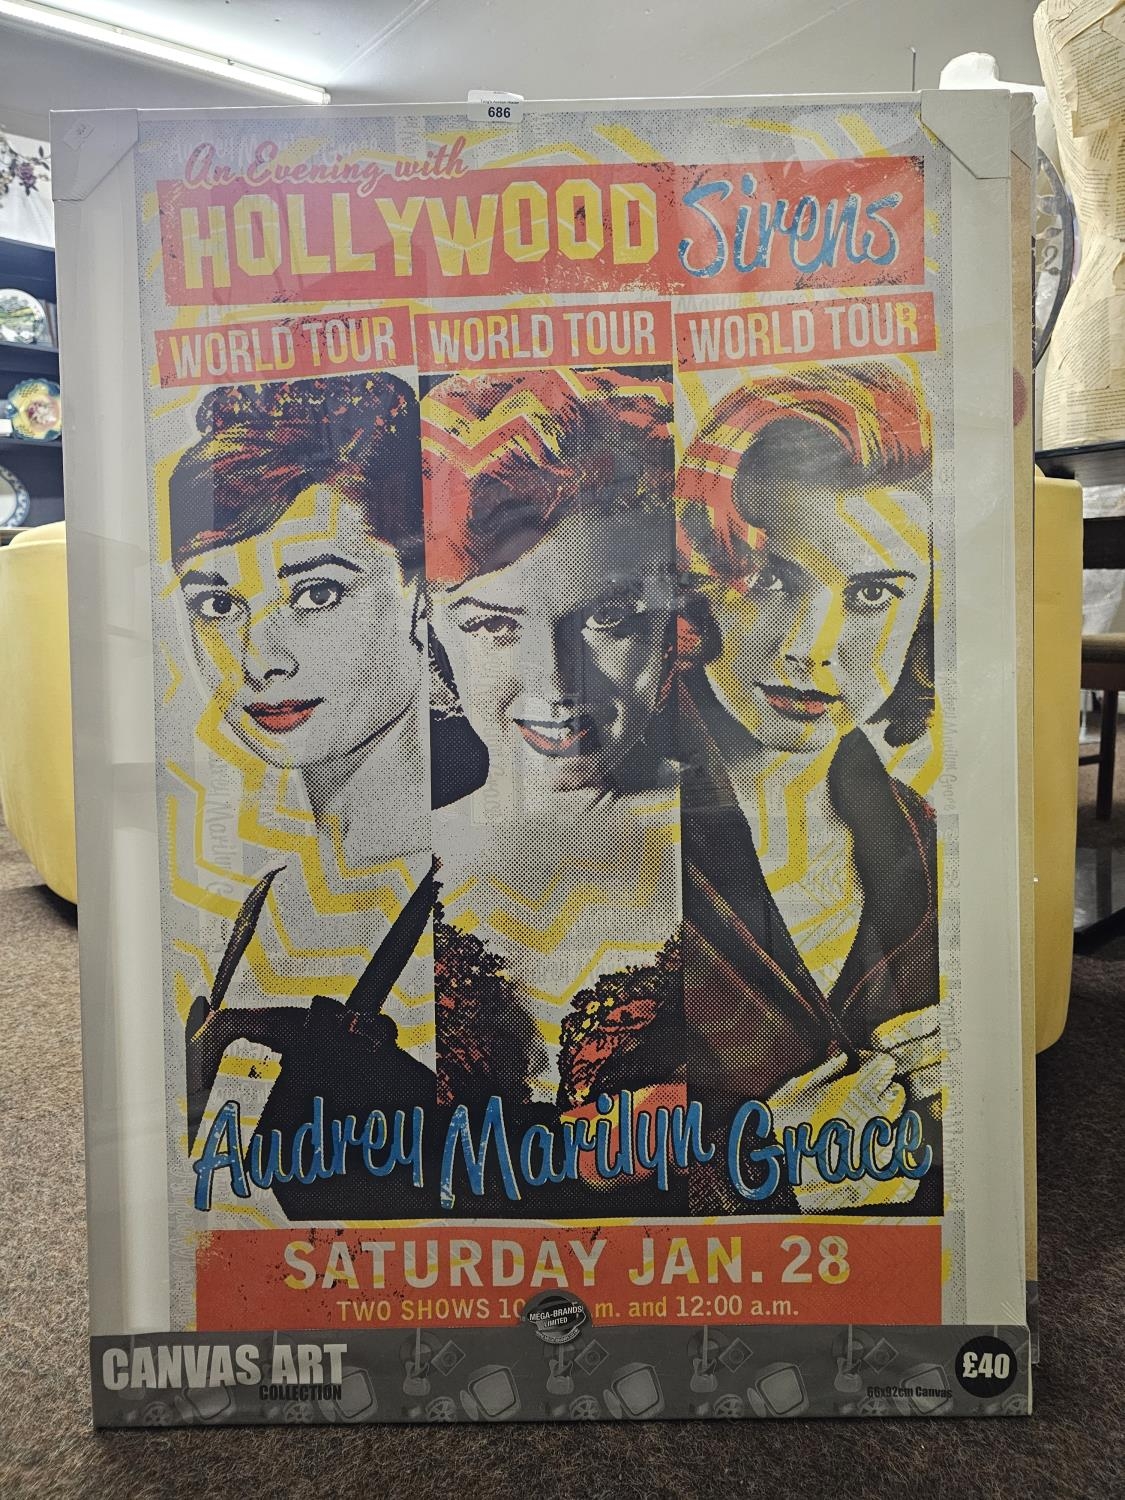 686
An Evening with
HOLLYWOOD Sirens
WORLD TOUR WORLD TOUR WORLD TOUR
Audrey Marilyn Grace
SATURDAY JAN. 28
TWO SHOWS 10 m. and 12:00 a.m.
MEGA-BRANDS
LIMITED
CANVAS ART
COLLECTION
£40
66x92cm Canvas